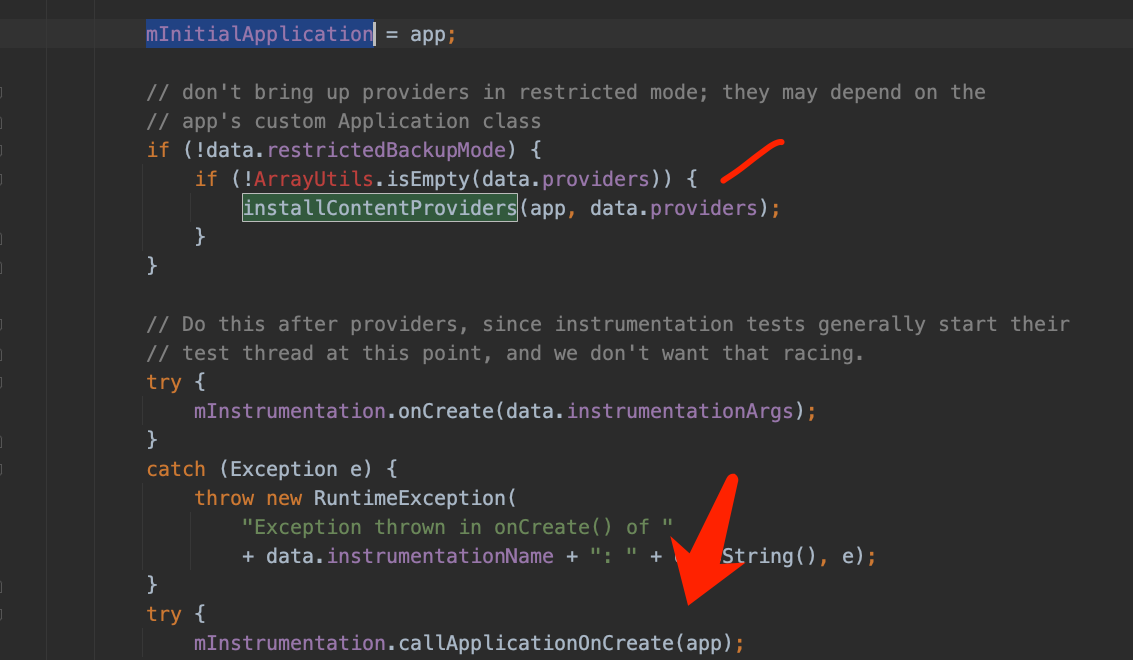 mInitialApplication = app;
// don't bring up providers in restricted mode; they may depend on the
// app's custom Application class
if (!data.restrictedBackupMode) {
if (!ArrayUtils.isEmpty(data.providers)) {
installContentProviders(app, data.providers);
}
}
// Do this after providers, since instrumentation tests generally start their
// test thread at this point, and we don't want that racing.
try {
mInstrumentation.onCreate(data.instrumentationArgs);
}
catch (Exception e) {
throw new RuntimeException(
"Exception thrown in onCreate() of "
+ data.instrumentationName + ": " + String(), e);
}
try {
mInstrumentation.callApplicationOnCreate(app);